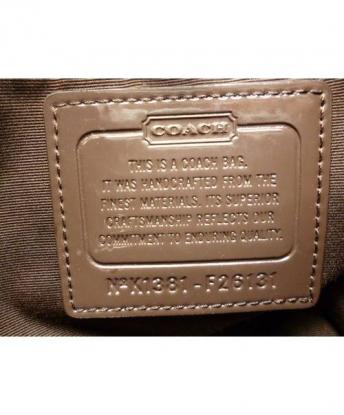 COACH
THIS IS A COACH BAG.
IT WAS HANDCRAFTED FROM THE
FINEST MATERIALS. ITS SUPERIOR
CRAFTSMANSHIP REFLECTS OUR
COMMITMENT TO ENDURING QUALITY.
Nº X1381 - F26131